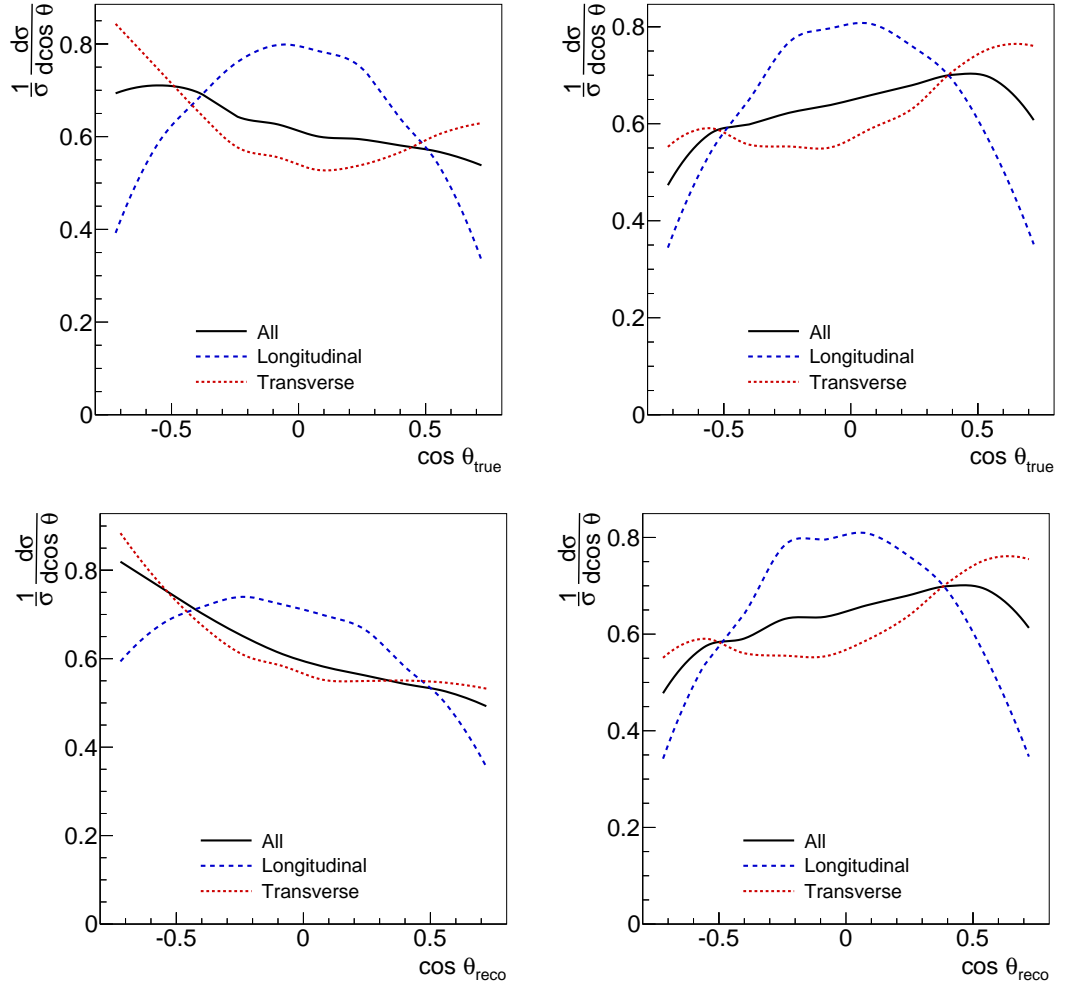 1/σ dσ/dcos θ
0.8
0.6
0.4
0.2
0
All
Longitudinal
Transverse
-0.5 0 0.5
cos θ_true
1/σ dσ/dcos θ
0.8
0.6
0.4
0.2
0
All
Longitudinal
Transverse
-0.5 0 0.5
cos θ_true
1/σ dσ/dcos θ
0.8
0.6
0.4
0.2
0
All
Longitudinal
Transverse
-0.5 0 0.5
cos θ_reco
1/σ dσ/dcos θ
0.8
0.6
0.4
0.2
0
All
Longitudinal
Transverse
-0.5 0 0.5
cos θ_reco